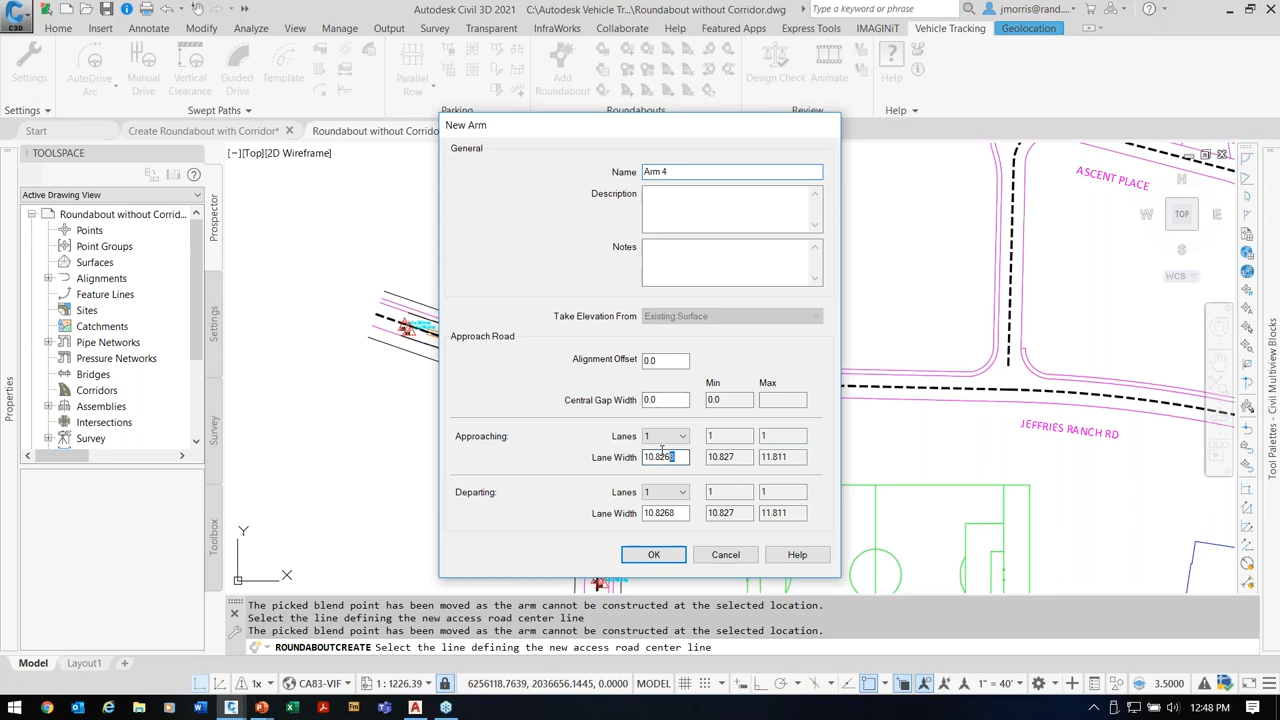 Autodesk Civil 3D 2021 C:\Autodesk Vehicle Tr...\Roundabout without Corridor.dwg
Type a keyword or phrase
jmorris@rand...
C3D
Home Insert Annotate Modify Analyze View Manage Output Survey Transparent InfraWorks Collaborate Help Featured Apps Express Tools IMAGINiT Vehicle Tracking Geolocation
Settings AutoDrive Arc Manual Drive Vertical Clearance Guided Drive Template Parallel Row Add Roundabout Design Check Animate Help
Settings Swept Paths Parking Roundabouts Review Help
Start Create Roundabout with Corridor* Roundabout without Corrido
TOOLSPACE
Active Drawing View
Roundabout without Corrid...
Points
Point Groups
Surfaces
Alignments
Feature Lines
Sites
Catchments
Pipe Networks
Pressure Networks
Bridges
Corridors
Assemblies
Intersections
Survey
Prospector
Settings
Survey
Toolbox
Properties
[−][Top][2D Wireframe]
New Arm
General
Name Arm 4
Description
Notes
Take Elevation From Existing Surface
Approach Road
Alignment Offset 0.0
Min Max
Central Gap Width 0.0 0.0
Approaching: Lanes 1 1 1
Lane Width 10.8268 10.827 11.811
Departing: Lanes 1 1 1
Lane Width 10.8268 10.827 11.811
OK Cancel Help
ASCENT PLACE
JEFFRIES RANCH RD
N
W TOP E
S
WCS
Y
X
Tool Palettes - Civil Multiview Blocks
The picked blend point has been moved as the arm cannot be constructed at the selected location.
Select the line defining the new access road center line
The picked blend point has been moved as the arm cannot be constructed at the selected location.
ROUNDABOUTCREATE Select the line defining the new access road center line
Model Layout1 +
1x CA83-VIF 1 : 1226.39 6256118.7639, 2036656.1445, 0.0000 MODEL 1" = 40' 3.5000
12:48 PM